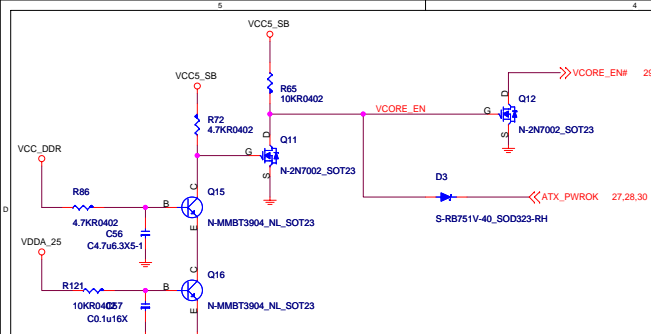 5
4
VCC5_SB
VCC5_SB
R65
10KR0402
VCORE_EN
D
G
S
Q12
N-2N7002_SOT23
VCORE_EN# 29
R72
4.7KR0402
D
G
S
Q11
N-2N7002_SOT23
VCC_DDR
R86
4.7KR0402
C56
C4.7u6.3X5-1
B
C
E
Q15
N-MMBT3904_NL_SOT23
D3
S-RB751V-40_SOD323-RH
ATX_PWROK 27,28,30
D
VDDA_25
R121
10KR0402
C57
C0.1u16X
B
C
E
Q16
N-MMBT3904_NL_SOT23